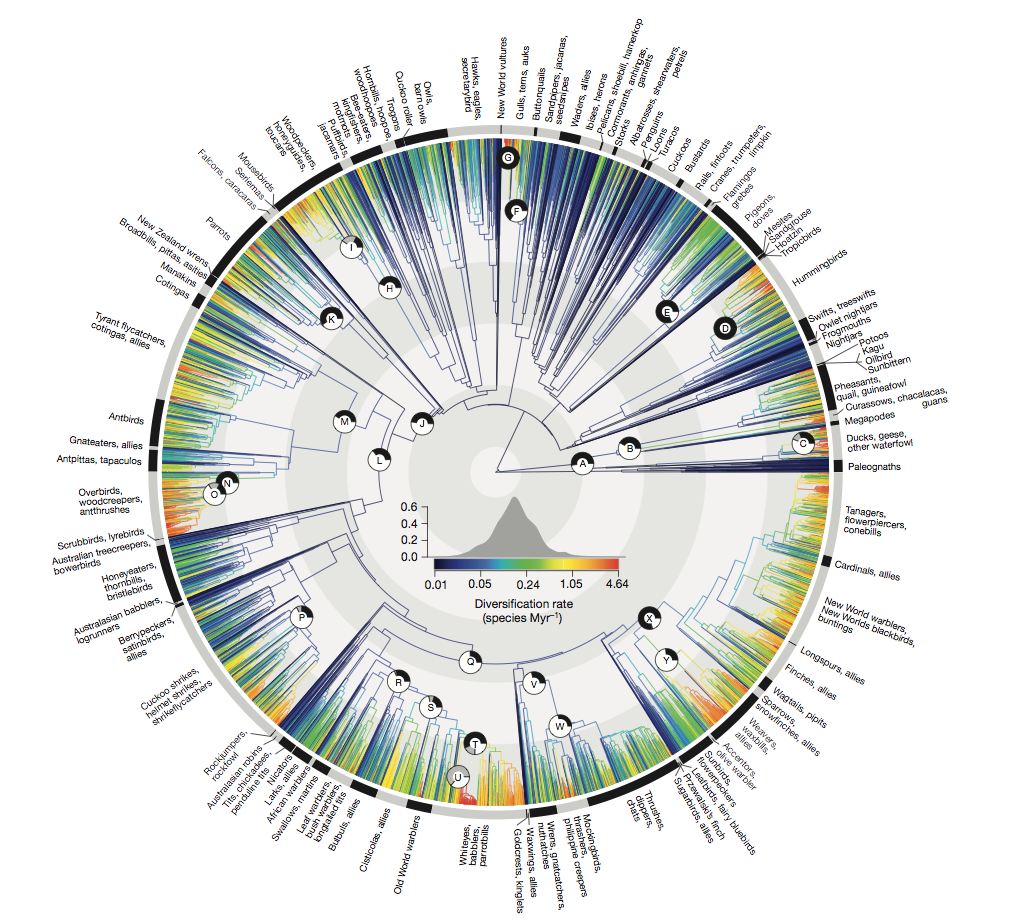 New World vultures
Gulls, terns, auks
Buttonquails
Sandpipers, jacanas,
seedsnipes
Waders, allies
Ibises, herons
Pelicans, shoebill, hamerkop
Cormorants, anhingas,
gannets
Storks
Albatrosses, shearwaters,
petrels
Penguins
Loons
Turacos
Cuckoos
Bustards
Rails, finfoots
Cranes, trumpeters,
limpkin
Flamingos
grebes
Pigeons,
doves
Mesites
Sandgrouse
Hoatzin
Tropicbirds
Hummingbirds
Swifts, treeswifts
Owlet nightjars
Frogmouths
Nightjars
Potoos
Kagu
Oilbird
Sunbittern
Pheasants,
quail, guineafowl
Curassows, chacalacas,
guans
Megapodes
Ducks, geese,
other waterfowl
Paleognaths
Tanagers,
flowerpiercers,
conebills
Cardinals, allies
New World warblers,
New Worlds blackbirds,
buntings
Longspurs, allies
Finches, allies
Wagtails, pipits
Sparrows,
snowfinches, allies
Weavers,
waxbills,
allies
Accentors,
olive warbler
Sunbirds,
flowerpeckers
Leafbirds, fairy bluebirds
Przewalski's finch
Sugarbirds, allies
Thrushes,
dippers,
chats
Mockingbirds,
thrashers,
philippine creepers
Wrens, gnatcatchers,
nuthatches
Waxwings, allies
Goldcrests, kinglets
Whiteyes,
babblers,
parrotbills
Old World warblers
Cisticolas, allies
Bulbuls, allies
Leaf warblers,
bush warblers,
longtailed tits
Swallows, martins
African warblers
Larks, allies
Nicators
Tits, chickadees,
penduline tits
Australasian robins
Rockjumpers,
rockfowl
Cuckoo shrikes,
helmet shrikes,
shrikeflycatchers
Berrypeckers,
satinbirds,
allies
Australasian babblers,
logrunners
Honeyeaters,
thornbills,
bristlebirds
Australian treecreepers,
bowerbirds
Scrubbirds, lyrebirds
Overbirds,
woodcreepers,
antthrushes
Antpittas, tapaculos
Gnateaters, allies
Antbirds
Tyrant flycatchers,
cotingas, allies
Cotingas
Manakins
Broadbills, pittas, asities
New Zealand wrens,
Parrots
Falcons, caracaras
Seriemas
Mousebirds
Woodpeckers,
honeyguides,
toucans
Puffbirds,
jacamars
Bee-eaters,
kingfishers,
motmots
Hornbills, hoopoe,
woodhoopoes
Trogons
Cuckoo roller
Owls,
barn owls
Hawks, eagles,
secretarybird
G
F
I
H
K
E
D
J
M
L
B
A
C
N
O
P
Q
R
S
T
U
V
W
X
Y
0.6
0.4
0.2
0.0
0.01 0.05 0.24 1.05 4.64
Diversification rate
(species Myr⁻¹)